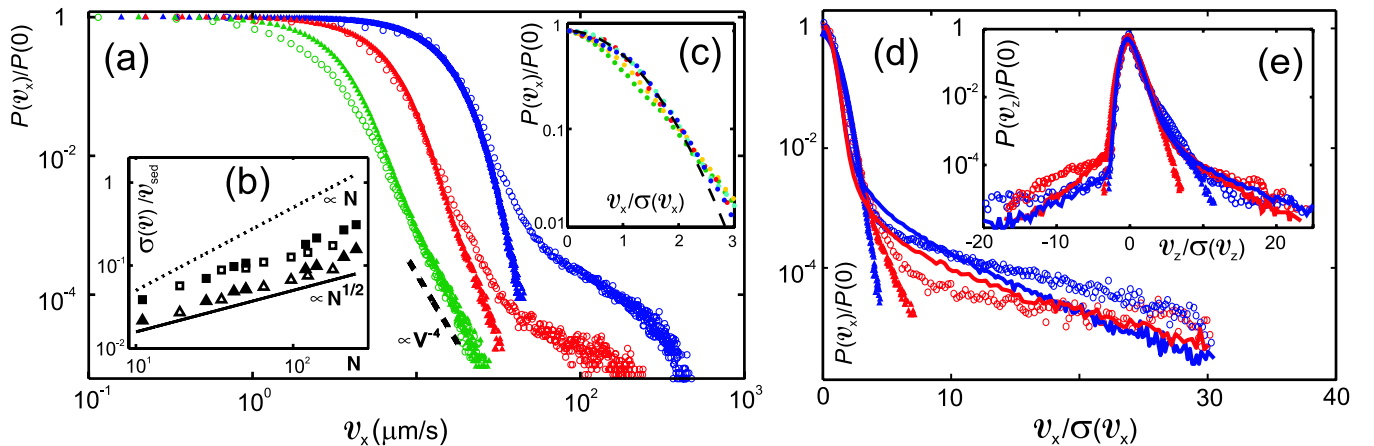 (a)
P(v_x)/P(0)
1
10^-2
10^-4
10^-1
10^0
10^2
10^3
v_x (μm/s)
∝V^-4
(b)
σ(v)/v_sed
1
10^-1
10^-2
10^1
10^2
N
∝ N
∝N^1/2
(c)
P(v_x)/P(0)
1
0.1
0.01
0
1
2
3
v_x/σ(v_x)
(d)
P(v_x)/P(0)
1
10^-2
10^-4
0
10
20
30
40
v_x/σ(v_x)
(e)
P(v_z)/P(0)
1
10^-2
10^-4
-20
-10
0
10
20
v_z/σ(v_z)